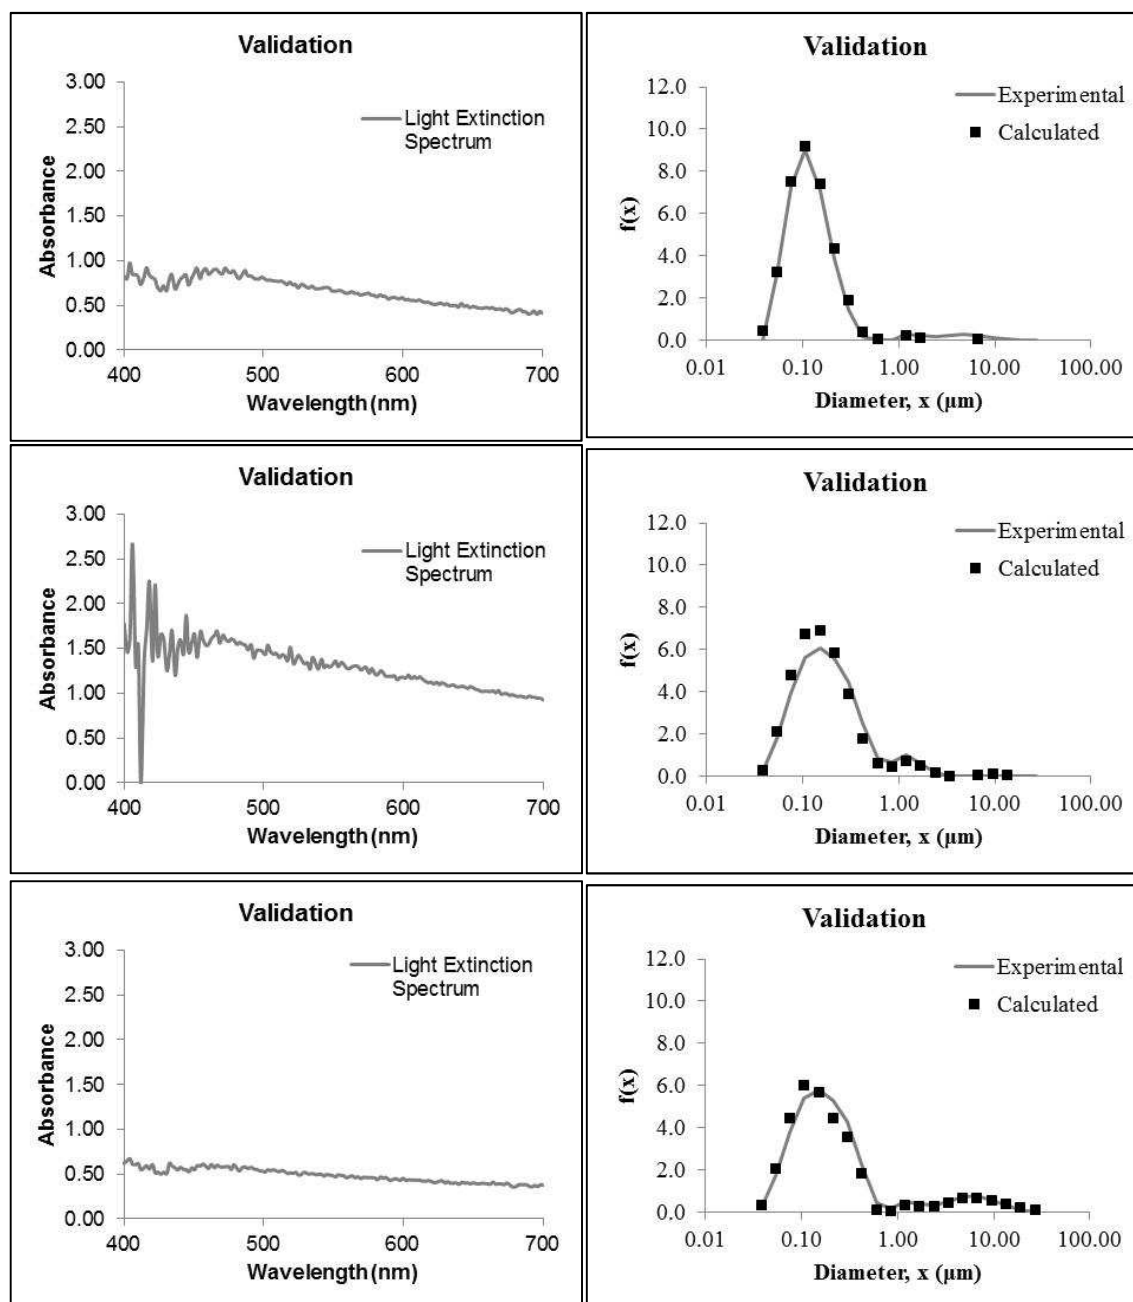 Validation
3.00
2.50
2.00
1.50
1.00
0.50
0.00
Absorbance
Light Extinction
Spectrum
400
500
600
700
Wavelength (nm)
Validation
12.0
10.0
8.0
6.0
4.0
2.0
0.0
f(x)
Experimental
Calculated
0.01
0.10
1.00
10.00
100.00
Diameter, x (µm)
Validation
3.00
2.50
2.00
1.50
1.00
0.50
0.00
Absorbance
Light Extinction
Spectrum
400
500
600
700
Wavelength (nm)
Validation
12.0
10.0
8.0
6.0
4.0
2.0
0.0
f(x)
Experimental
Calculated
0.01
0.10
1.00
10.00
100.00
Diameter, x (µm)
Validation
3.00
2.50
2.00
1.50
1.00
0.50
0.00
Absorbance
Light Extinction
Spectrum
400
500
600
700
Wavelength (nm)
Validation
12.0
10.0
8.0
6.0
4.0
2.0
0.0
f(x)
Experimental
Calculated
0.01
0.10
1.00
10.00
100.00
Diameter, x (µm)